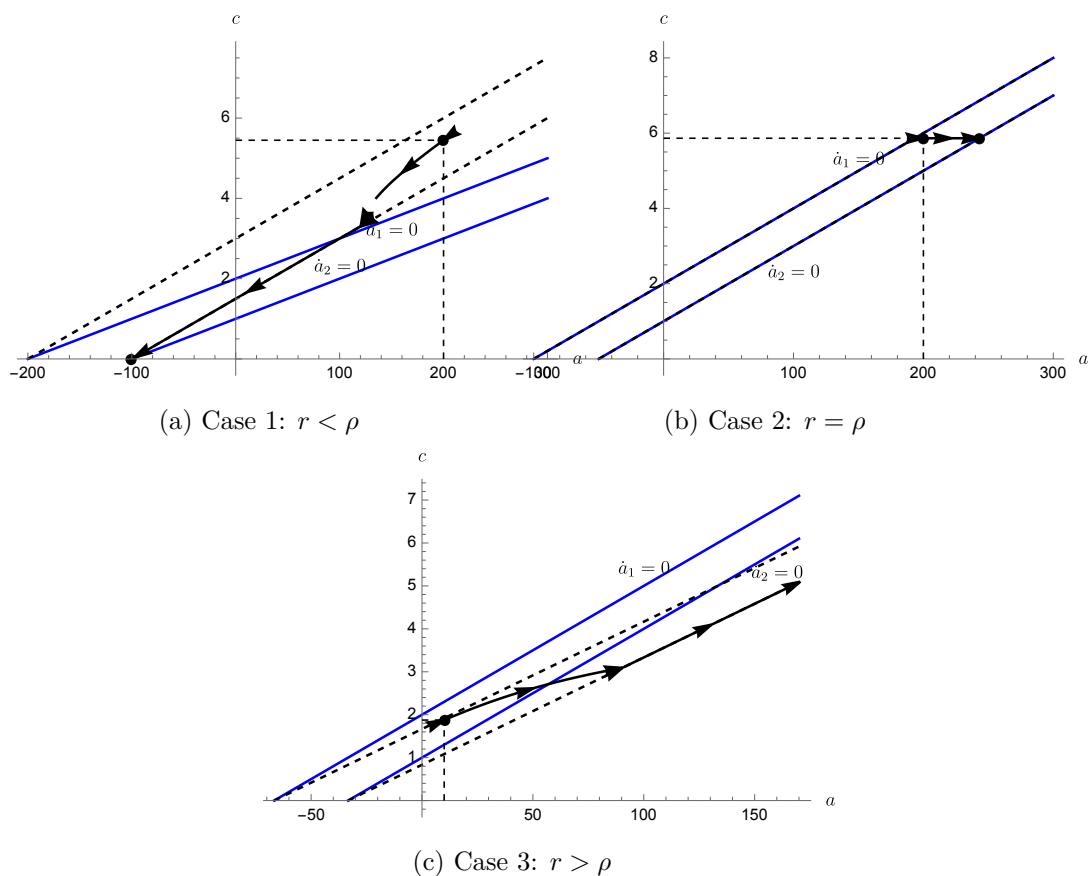 c
6
4
2
ȧ₁ = 0
ȧ₂ = 0
−200 −100 100 200 300 a
(a) Case 1: r < ρ
c
8
6
4
2
ȧ₁ = 0
ȧ₂ = 0
−100 100 200 300 a
(b) Case 2: r = ρ
c
7
6
5
4
3
2
1
ȧ₁ = 0
ȧ₂ = 0
−50 50 100 150 a
(c) Case 3: r > ρ